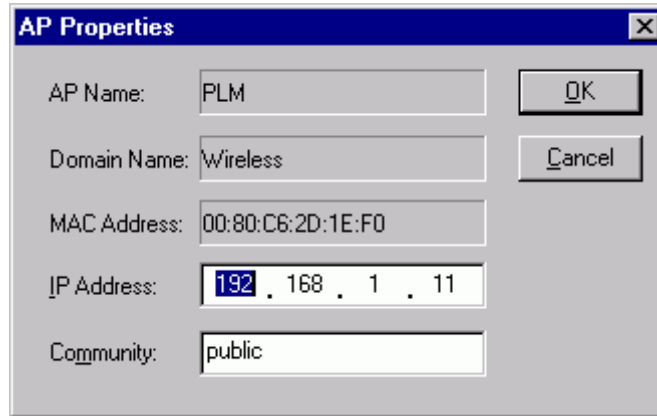 AP Properties
AP Name: PLM OK
Domain Name: Wireless Cancel
MAC Address: 00:80:C6:2D:1E:F0
IP Address: 192 . 168 . 1 . 11
Community: public